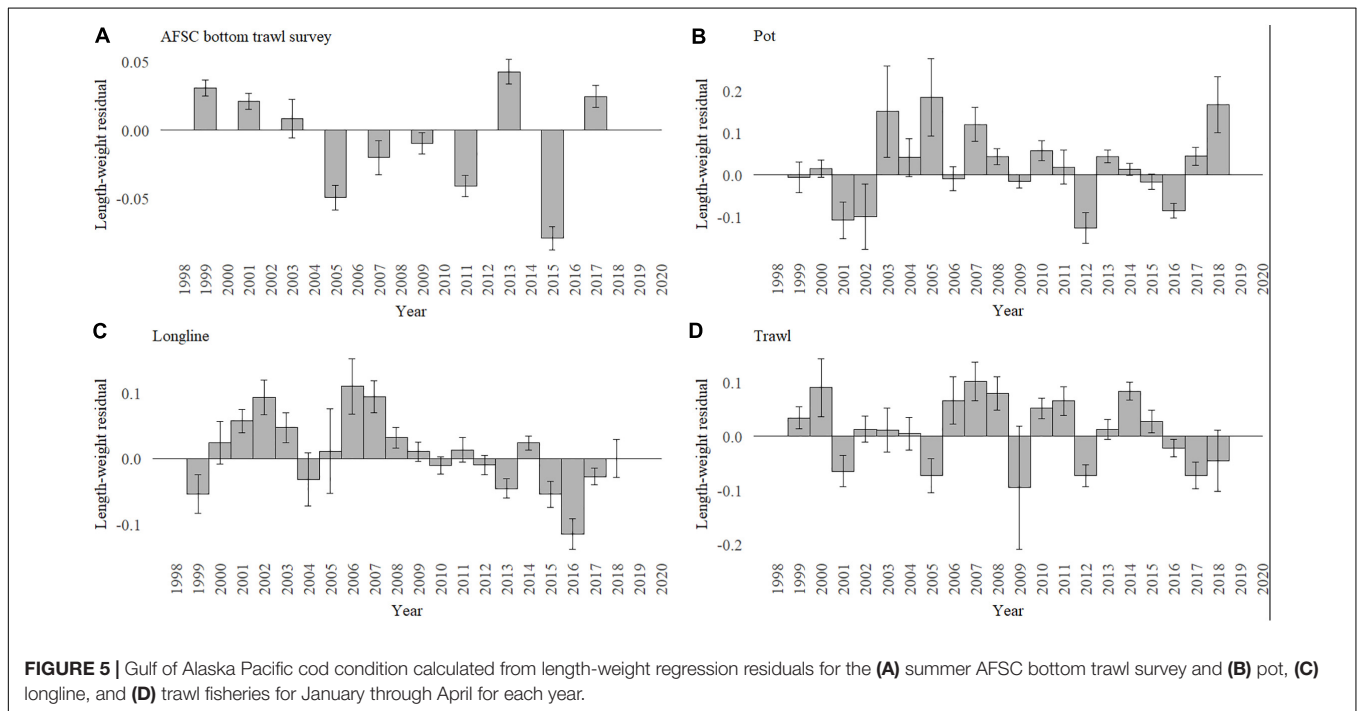 A
AFSC bottom trawl survey
Length-weight residual
0.05
0.00
-0.05
1998 1999 2000 2001 2002 2003 2004 2005 2006 2007 2008 2009 2010 2011 2012 2013 2014 2015 2016 2017 2018 2019 2020
Year
B
Pot
Length-weight residual
0.2
0.1
0.0
-0.1
1998 1999 2000 2001 2002 2003 2004 2005 2006 2007 2008 2009 2010 2011 2012 2013 2014 2015 2016 2017 2018 2019 2020
Year
C
Longline
Length-weight residual
0.1
0.0
-0.1
1998 1999 2000 2001 2002 2003 2004 2005 2006 2007 2008 2009 2010 2011 2012 2013 2014 2015 2016 2017 2018 2019 2020
Year
D
Trawl
Length-weight residual
0.1
0.0
-0.1
-0.2
1998 1999 2000 2001 2002 2003 2004 2005 2006 2007 2008 2009 2010 2011 2012 2013 2014 2015 2016 2017 2018 2019 2020
Year
FIGURE 5 | Gulf of Alaska Pacific cod condition calculated from length-weight regression residuals for the (A) summer AFSC bottom trawl survey and (B) pot, (C)
longline, and (D) trawl fisheries for January through April for each year.